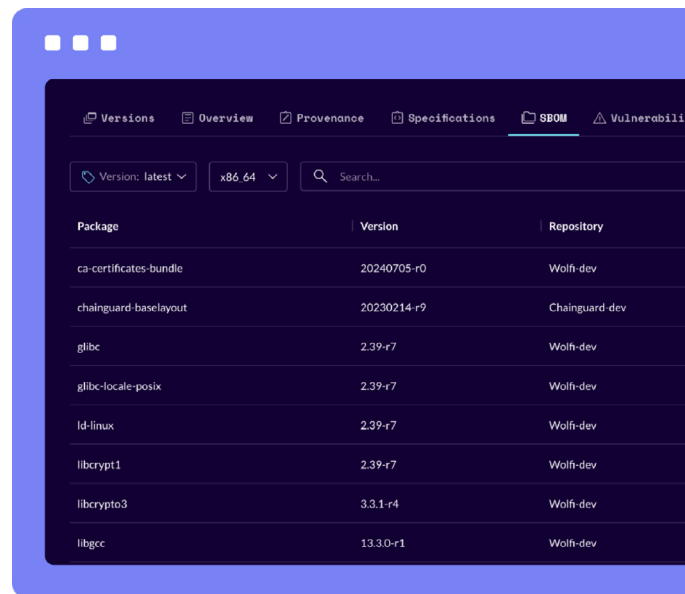 Versions Overview Provenance Specifications SBOM Vulnerabili
Version: latest x86_64 Search...
Package Version Repository
ca-certificates-bundle 20240705-r0 Wolfi-dev
chainguard-baselayout 20230214-r9 Chainguard-dev
glibc 2.39-r7 Wolfi-dev
glibc-locale-posix 2.39-r7 Wolfi-dev
ld-linux 2.39-r7 Wolfi-dev
libcrypt1 2.39-r7 Wolfi-dev
libcrypto3 3.3.1-r4 Wolfi-dev
libgcc 13.3.0-r1 Wolfi-dev